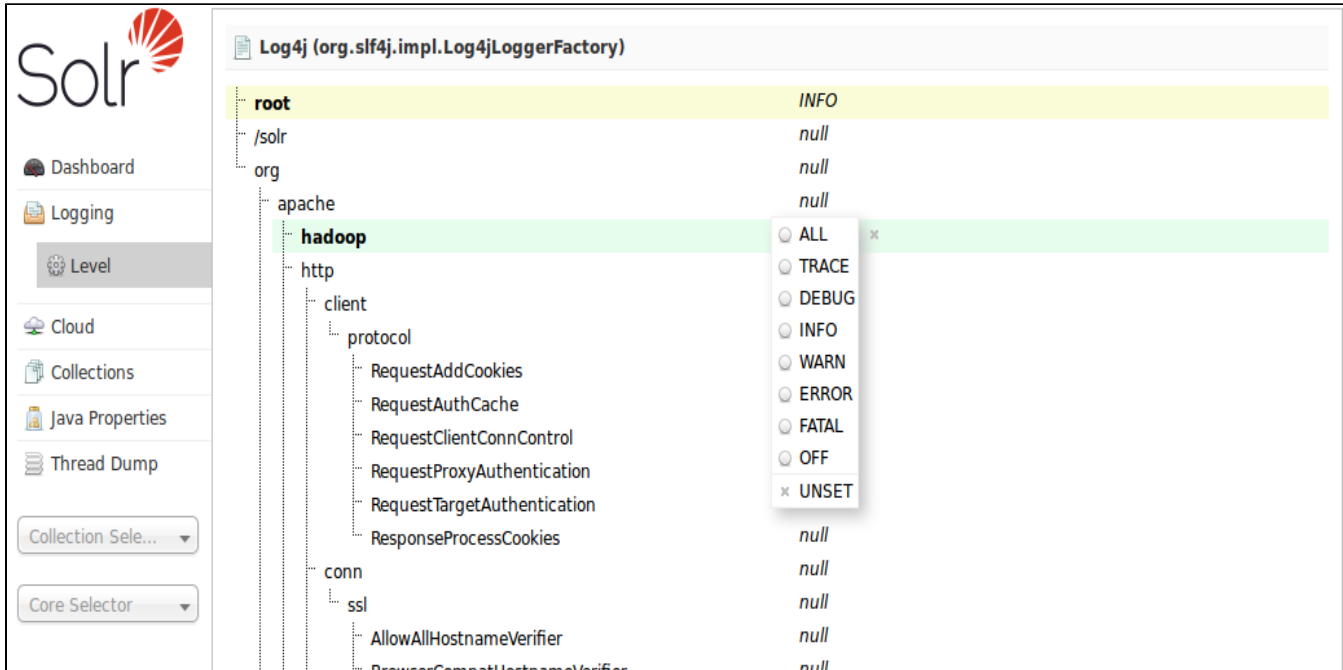 Solr
Dashboard
Logging
Level
Cloud
Collections
Java Properties
Thread Dump
Collection Sele...
Core Selector
Log4j (org.slf4j.impl.Log4jLoggerFactory)
root INFO
/solr null
org null
apache null
hadoop
http
client
protocol
RequestAddCookies
RequestAuthCache
RequestClientConnControl
RequestProxyAuthentication
RequestTargetAuthentication
ResponseProcessCookies null
conn null
ssl null
AllowAllHostnameVerifier null
BrowserCompatHostnameVerifier null
ALL
TRACE
DEBUG
INFO
WARN
ERROR
FATAL
OFF
UNSET